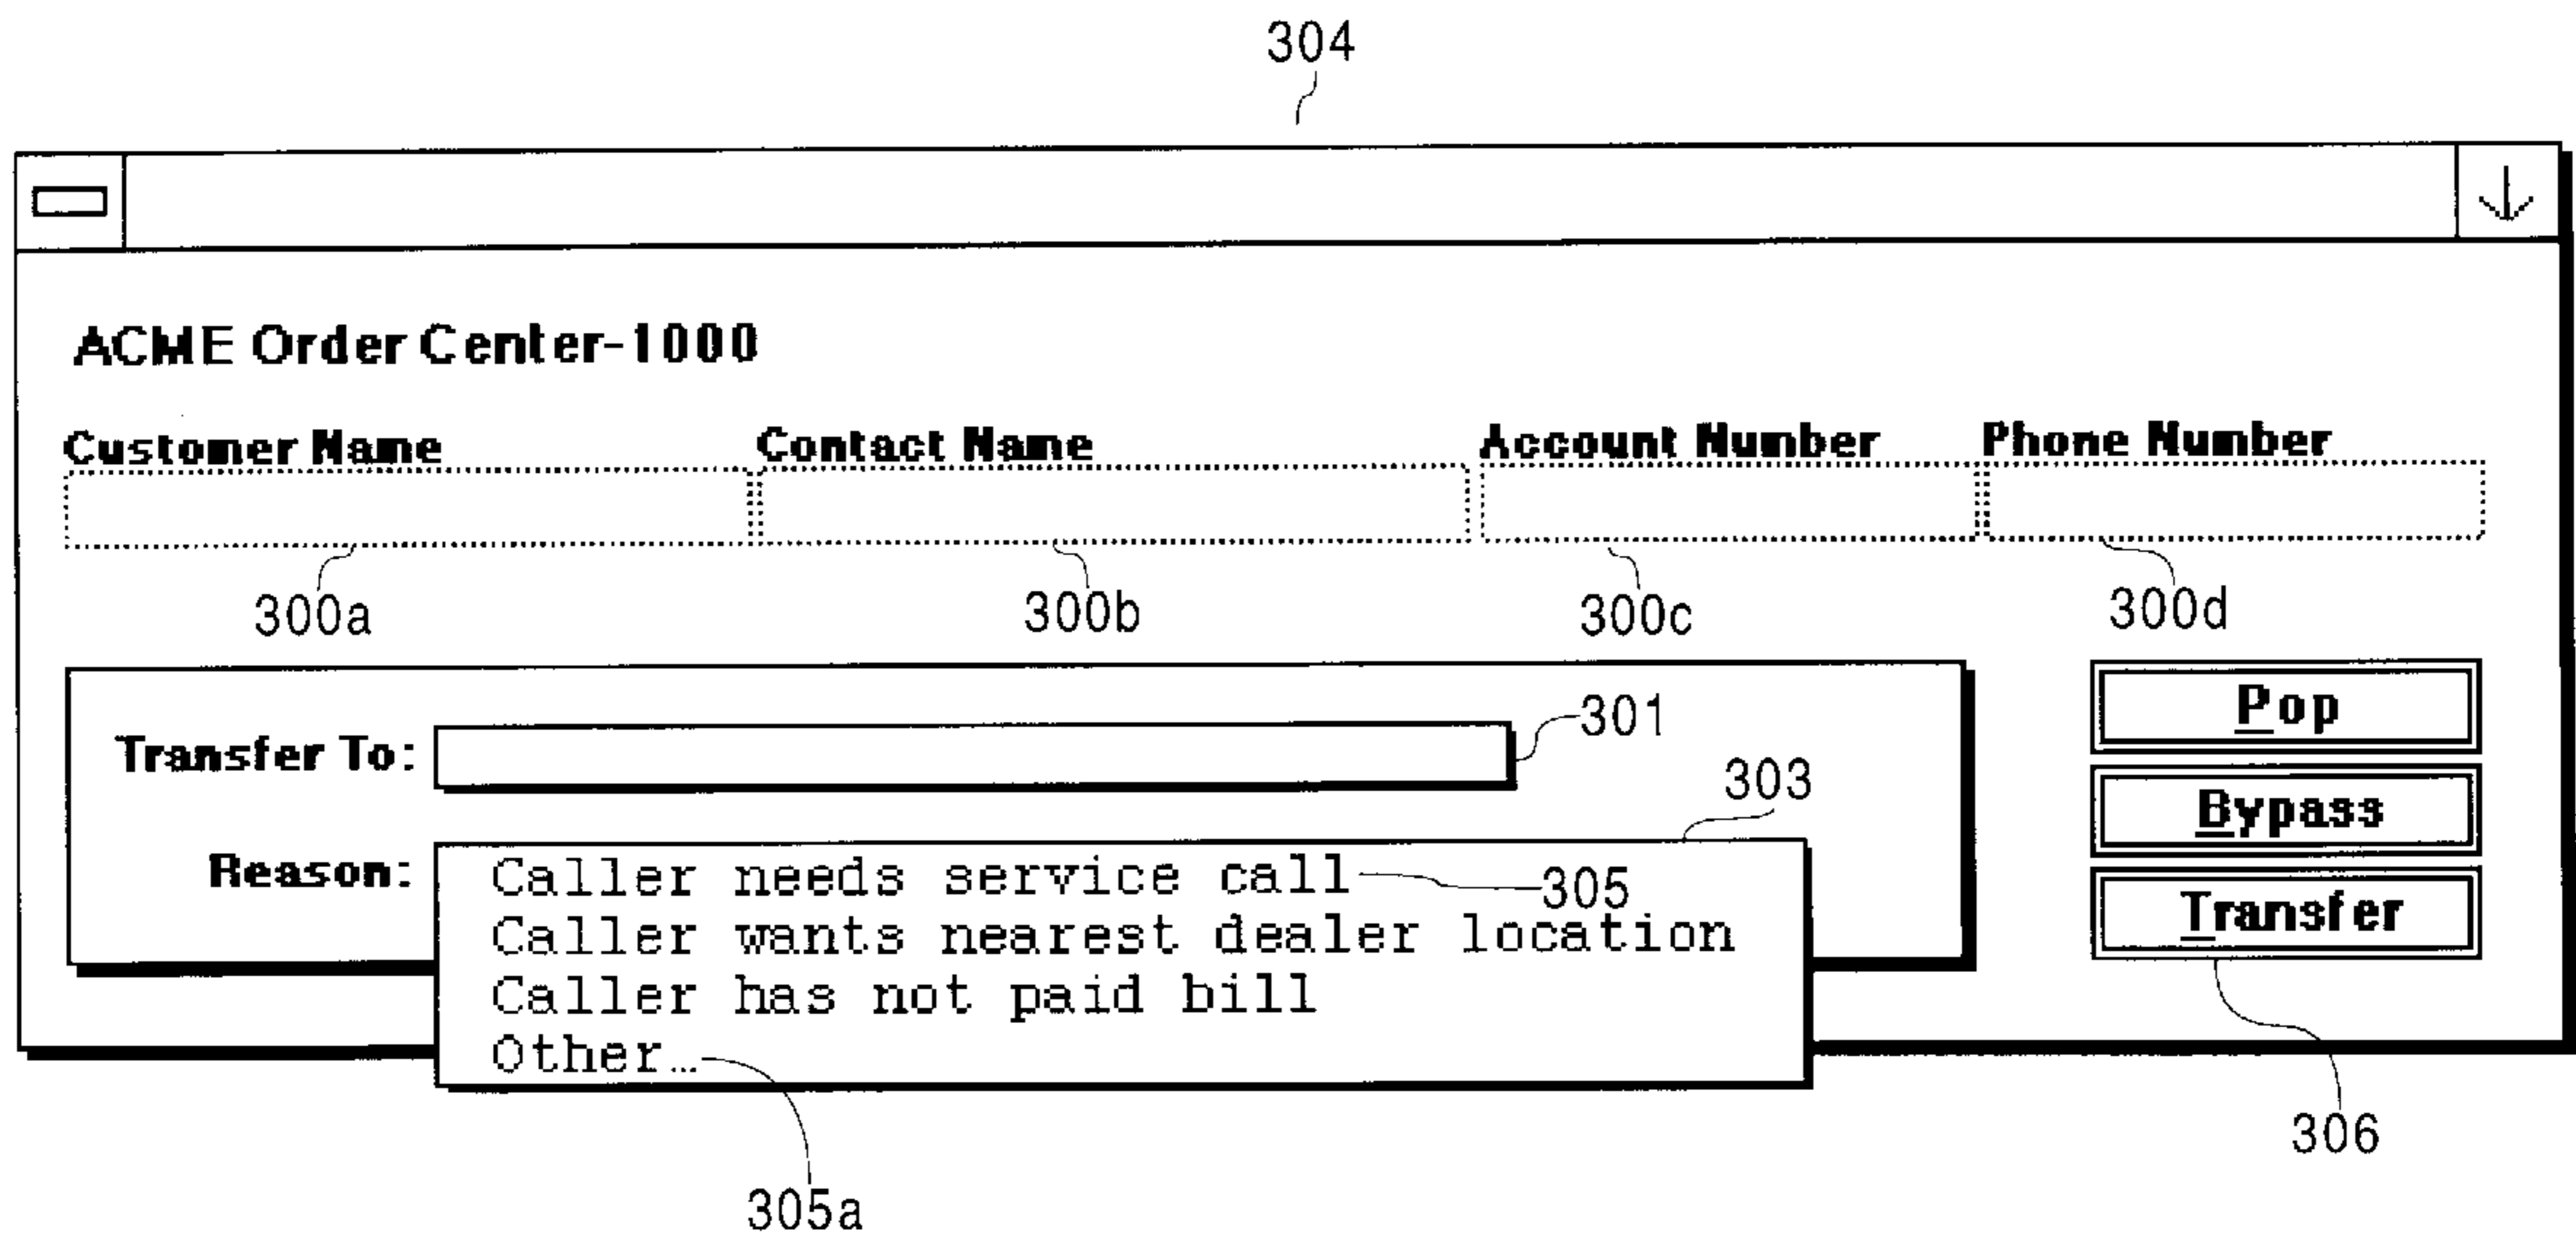 304
ACME Order Center-1000
Customer Name Contact Name Account Number Phone Number
300a 300b 300c 300d
Transfer To: 301
303
Reason: Caller needs service call 305
Caller wants nearest dealer location
Caller has not paid bill
Other...
305a
Pop
Bypass
Transfer
306